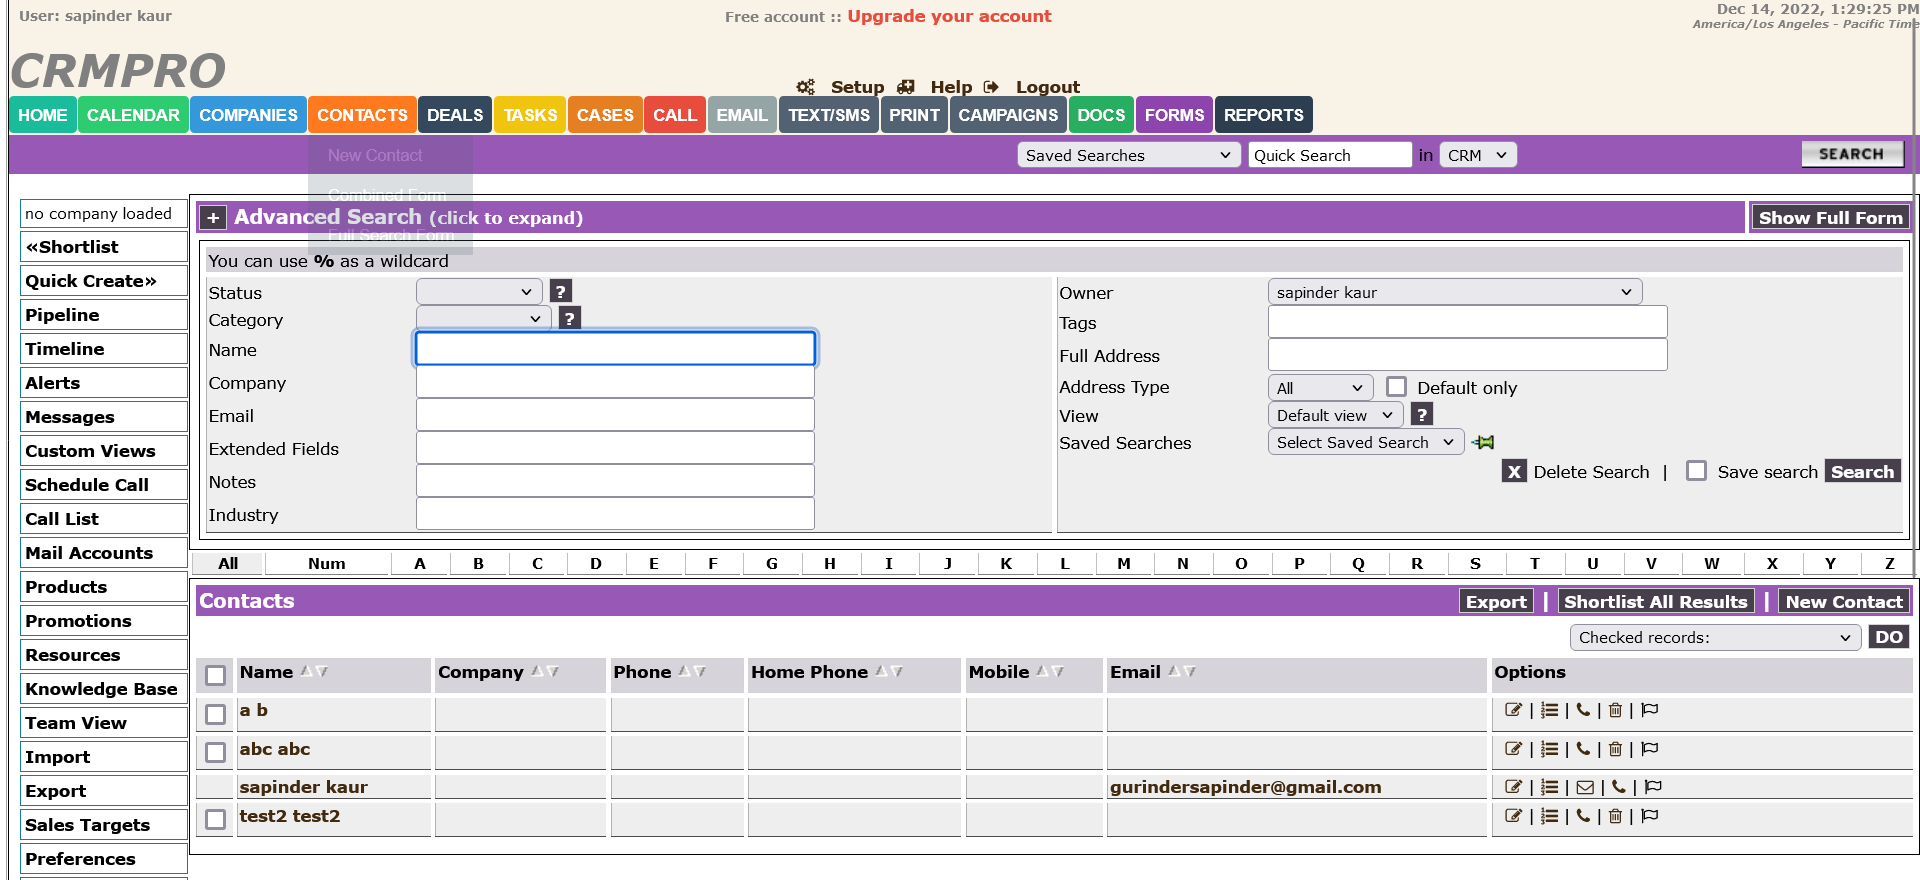 User: sapinder kaur
Free account :: Upgrade your account
Dec 14, 2022, 1:29:25 PM
America/Los Angeles - Pacific Time
CRMPRO
Setup Help Logout
HOME CALENDAR COMPANIES CONTACTS DEALS TASKS CASES CALL EMAIL TEXT/SMS PRINT CAMPAIGNS DOCS FORMS REPORTS
New Contact
Combined Form
Full Search Form
Saved Searches Quick Search in CRM SEARCH
no company loaded
«Shortlist
Quick Create»
Pipeline
Timeline
Alerts
Messages
Custom Views
Schedule Call
Call List
Mail Accounts
Products
Promotions
Resources
Knowledge Base
Team View
Import
Export
Sales Targets
Preferences
+ Advanced Search (click to expand) Show Full Form
You can use % as a wildcard
Status ?
Category ?
Name
Company
Email
Extended Fields
Notes
Industry
Owner sapinder kaur
Tags
Full Address
Address Type All Default only
View Default view ?
Saved Searches Select Saved Search
X Delete Search | Save search Search
All Num A B C D E F G H I J K L M N O P Q R S T U V W X Y Z
Contacts Export | Shortlist All Results | New Contact
Checked records: DO
Name Company Phone Home Phone Mobile Email Options
a b | | | |
abc abc | | | |
sapinder kaur gurindersapinder@gmail.com | | | |
test2 test2 | | | |